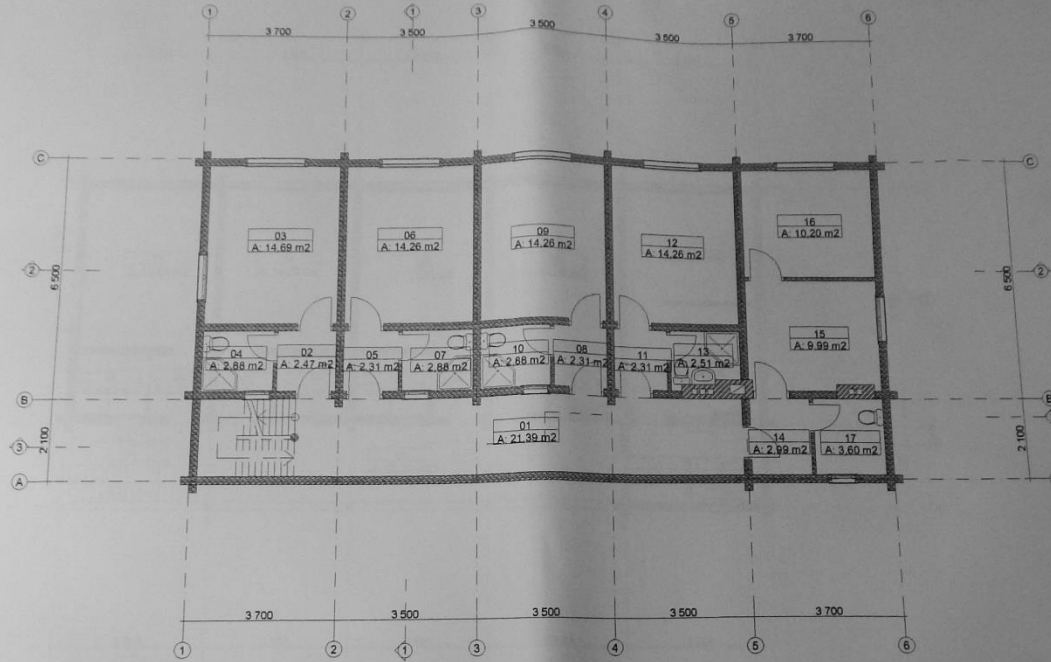 1 2 1 3 4 5 6
3 700 3 500 3 500 3 500 3 700
C C
03
A: 14.69 m2
06
A: 14.26 m2
09
A: 14.26 m2
12
A: 14.26 m2
16
A: 10.20 m2
2 2
6 500 6 500
04
A: 2.88 m2
02
A: 2.47 m2
05
A: 2.31 m2
07
A: 2.88 m2
10
A: 2.88 m2
08
A: 2.31 m2
11
A: 2.31 m2
13
A: 2.51 m2
15
A: 9.99 m2
B B
01
A: 21.39 m2
14
A: 2.99 m2
17
A: 3.60 m2
3
2 100 2 100
A
3 700 3 500 3 500 3 500 3 700
1 2 1 3 4 5 6